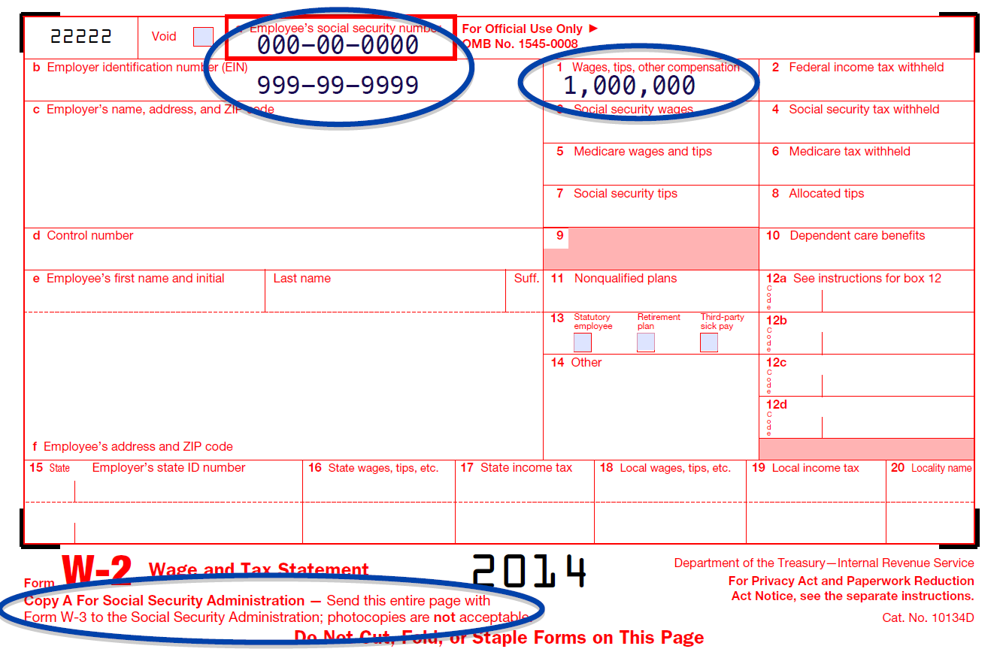 22222
Void
a Employee's social security number
000-00-0000
For Official Use Only ►
OMB No. 1545-0008
b Employer identification number (EIN)
999-99-9999
1 Wages, tips, other compensation
1,000,000
2 Federal income tax withheld
c Employer's name, address, and ZIP code
3 Social security wages
4 Social security tax withheld
5 Medicare wages and tips
6 Medicare tax withheld
7 Social security tips
8 Allocated tips
d Control number
9
10 Dependent care benefits
e Employee's first name and initial
Last name
Suff.
11 Nonqualified plans
12a See instructions for box 12
Code
13 Statutory employee
Retirement plan
Third-party sick pay
12b
Code
14 Other
12c
Code
12d
Code
f Employee's address and ZIP code
15 State
Employer's state ID number
16 State wages, tips, etc.
17 State income tax
18 Local wages, tips, etc.
19 Local income tax
20 Locality name
Form W-2 Wage and Tax Statement
2014
Department of the Treasury—Internal Revenue Service
For Privacy Act and Paperwork Reduction
Act Notice, see the separate instructions.
Copy A For Social Security Administration — Send this entire page with
Form W-3 to the Social Security Administration; photocopies are not acceptable.
Cat. No. 10134D
Do Not Cut, Fold, or Staple Forms on This Page